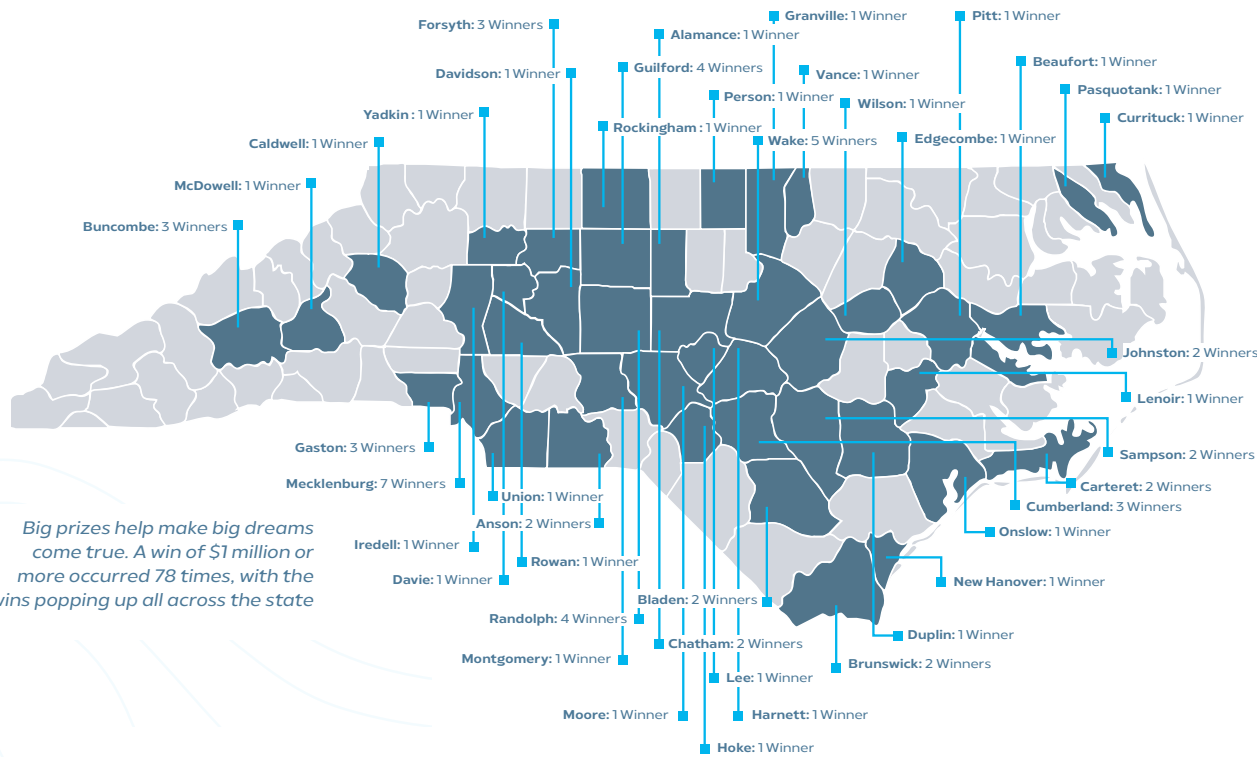 Granville: 1 Winner
Pitt: 1 Winner
Forsyth: 3 Winners
Alamance: 1 Winner
Beaufort: 1 Winner
Guilford: 4 Winners
Davidson: 1 Winner
Vance: 1 Winner
Pasquotank: 1 Winner
Person: 1 Winner
Wilson: 1 Winner
Yadkin : 1 Winner
Currituck: 1 Winner
Rockingham : 1 Winner
Edgecombe: 1 Winner
Caldwell: 1 Winner
Wake: 5 Winners
McDowell: 1 Winner
Buncombe: 3 Winners
Johnston: 2 Winners
Lenoir: 1 Winner
Gaston: 3 Winners
Sampson: 2 Winners
Mecklenburg: 7 Winners
Carteret: 2 Winners
Union: 1 Winner
Cumberland: 3 Winners
Anson: 2 Winners
Onslow: 1 Winner
Big prizes help make big dreams
come true. A win of $1 million or
more occurred 78 times, with the
wins popping up all across the state
Iredell: 1 Winner
Rowan: 1 Winner
Davie: 1 Winner
New Hanover: 1 Winner
Bladen: 2 Winners
Randolph: 4 Winners
Duplin: 1 Winner
Chatham: 2 Winners
Montgomery: 1 Winner
Brunswick: 2 Winners
Lee: 1 Winner
Moore: 1 Winner
Harnett: 1 Winner
Hoke: 1 Winner